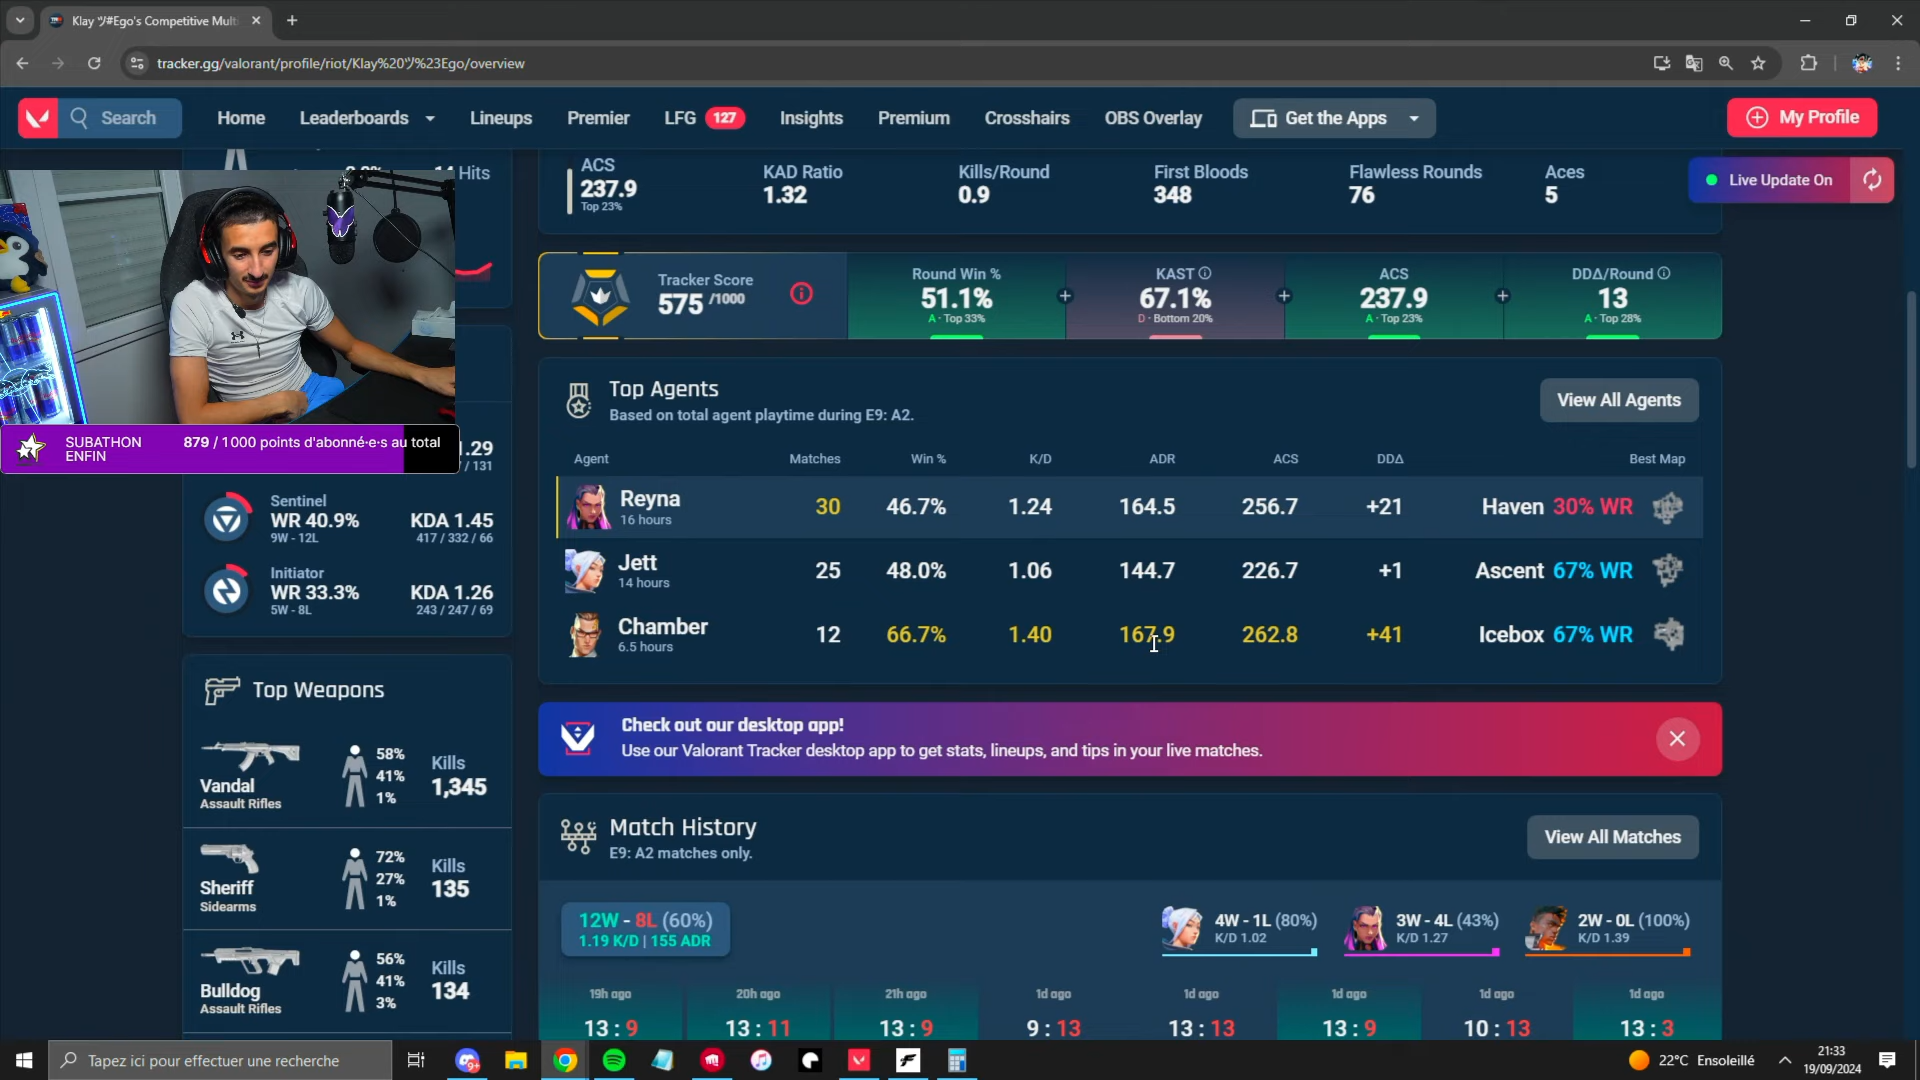 Klay ツ#Ego's Competitive Mult
tracker.gg/valorant/profile/riot/Klay%20ツ%23Ego/overview
Search
Home
Leaderboards
Lineups
Premier
LFG 127
Insights
Premium
Crosshairs
OBS Overlay
Get the Apps
My Profile
Live Update On
Hits
ACS
237.9
Top 23%
KAD Ratio
1.32
Kills/Round
0.9
First Bloods
348
Flawless Rounds
76
Aces
5
Tracker Score
575 /1000
Round Win %
51.1%
A · Top 33%
KAST
67.1%
D · Bottom 20%
ACS
237.9
A · Top 23%
DDΔ/Round
13
A · Top 28%
SUBATHON ENFIN
879 / 1000 points d'abonné·e·s au total
1.29
/ 131
Sentinel
WR 40.9% KDA 1.45
9W - 12L 417 / 332 / 66
Initiator
WR 33.3% KDA 1.26
5W - 8L 243 / 247 / 69
Top Agents
Based on total agent playtime during E9: A2.
View All Agents
Agent Matches Win % K/D ADR ACS DDΔ Best Map
Reyna 30 46.7% 1.24 164.5 256.7 +21 Haven 30% WR
16 hours
Jett 25 48.0% 1.06 144.7 226.7 +1 Ascent 67% WR
14 hours
Chamber 12 66.7% 1.40 167.9 262.8 +41 Icebox 67% WR
6.5 hours
Top Weapons
Vandal
Assault Rifles
58%
41%
1%
Kills
1,345
Sheriff
Sidearms
72%
27%
1%
Kills
135
Bulldog
Assault Rifles
56%
41%
3%
Kills
134
Check out our desktop app!
Use our Valorant Tracker desktop app to get stats, lineups, and tips in your live matches.
Match History
E9: A2 matches only.
View All Matches
12W - 8L (60%)
1.19 K/D | 155 ADR
4W - 1L (80%)
K/D 1.02
3W - 4L (43%)
K/D 1.27
2W - 0L (100%)
K/D 1.39
19h ago 20h ago 21h ago 1d ago 1d ago 1d ago 1d ago 1d ago
13 : 9 13 : 11 13 : 9 9 : 13 13 : 13 13 : 9 10 : 13 13 : 3
Tapez ici pour effectuer une recherche
22°C Ensoleillé
21:33
19/09/2024